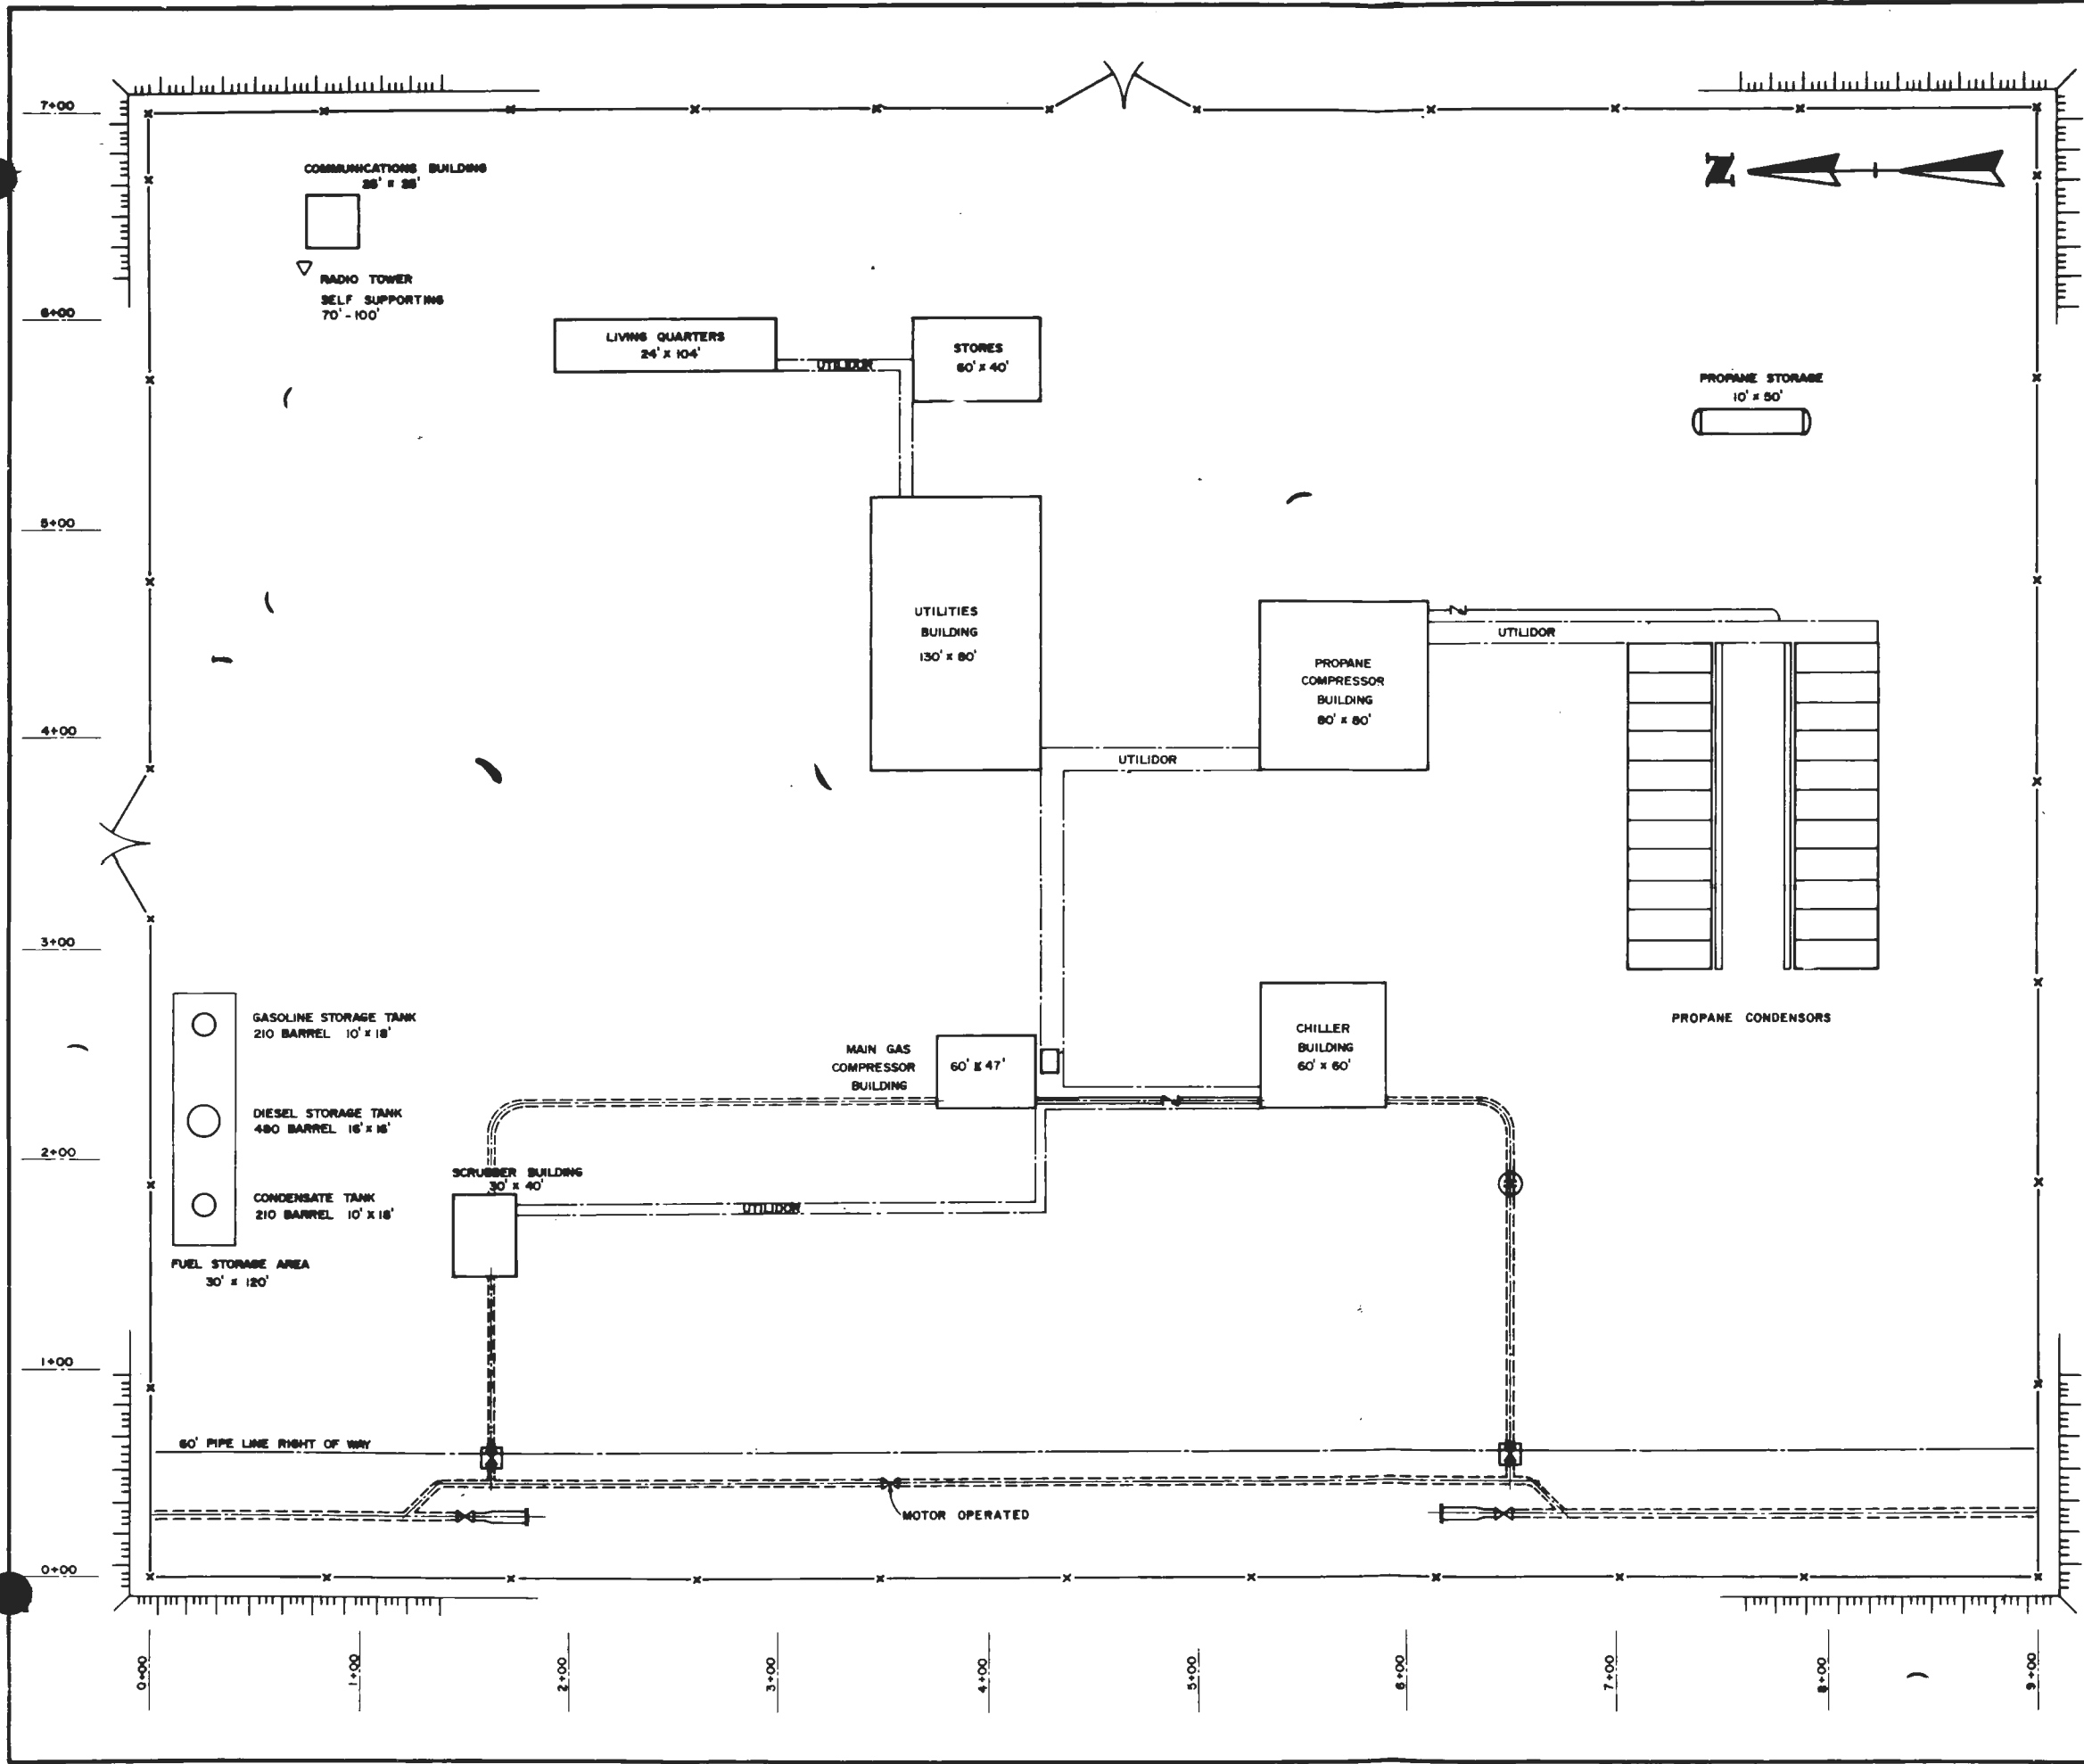 7+00
COMMUNICATIONS BUILDING
25' x 25'
N
RADIO TOWER
SELF SUPPORTING
70' - 100'
6+00
LIVING QUARTERS
24' x 104'
UTILIDOR
STORES
60' x 40'
PROPANE STORAGE
10' x 50'
5+00
UTILITIES
BUILDING
130' x 80'
UTILIDOR
PROPANE
COMPRESSOR
BUILDING
80' x 80'
4+00
UTILIDOR
3+00
GASOLINE STORAGE TANK
210 BARREL 10' x 18'
PROPANE CONDENSORS
CHILLER
BUILDING
60' x 60'
MAIN GAS
COMPRESSOR
BUILDING
60' x 47'
DIESEL STORAGE TANK
480 BARREL 16' x 16'
2+00
SCRUBBER BUILDING
30' x 40'
CONDENSATE TANK
210 BARREL 10' x 18'
UTILIDOR
FUEL STORAGE AREA
30' x 120'
1+00
60' PIPE LINE RIGHT OF WAY
MOTOR OPERATED
0+00
0+00
1+00
2+00
3+00
4+00
5+00
6+00
7+00
8+00
9+00